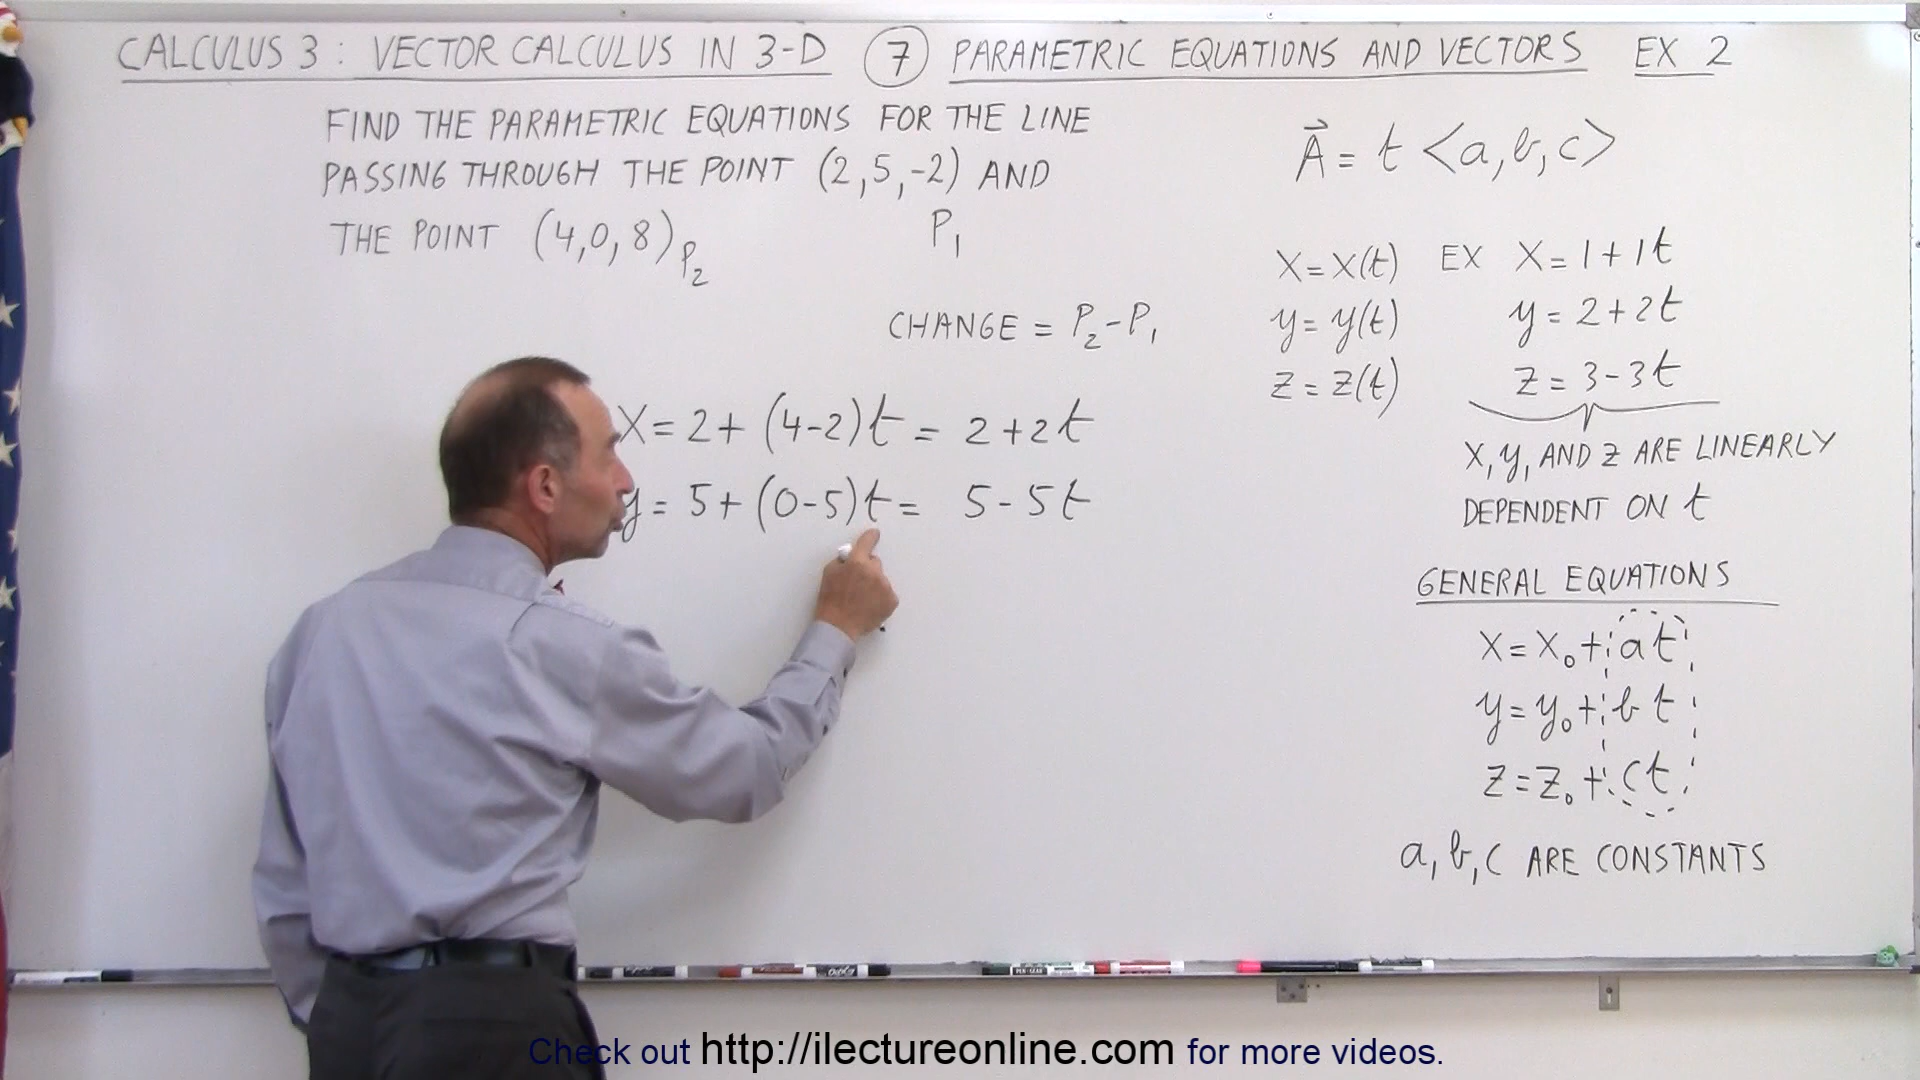 CALCULUS 3 : VECTOR CALCULUS IN 3-D 7 PARAMETRIC EQUATIONS AND VECTORS EX 2
FIND THE PARAMETRIC EQUATIONS FOR THE LINE
PASSING THROUGH THE POINT (2,5,-2) AND
THE POINT (4,0,8) P₂ P₁
CHANGE = P₂-P₁
X = 2 + (4-2)t = 2+2t
y = 5 + (0-5)t = 5-5t
A⃗ = t <a, b, c>
X = X(t) EX X = 1 + 1t
y = y(t) y = 2 + 2t
Z = Z(t) Z = 3 - 3t
X, y, AND Z ARE LINEARLY
DEPENDENT ON t
GENERAL EQUATIONS
X = X₀ + at
y = y₀ + bt
Z = Z₀ + ct
a, b, c ARE CONSTANTS
Check out http://ilectureonline.com for more videos.